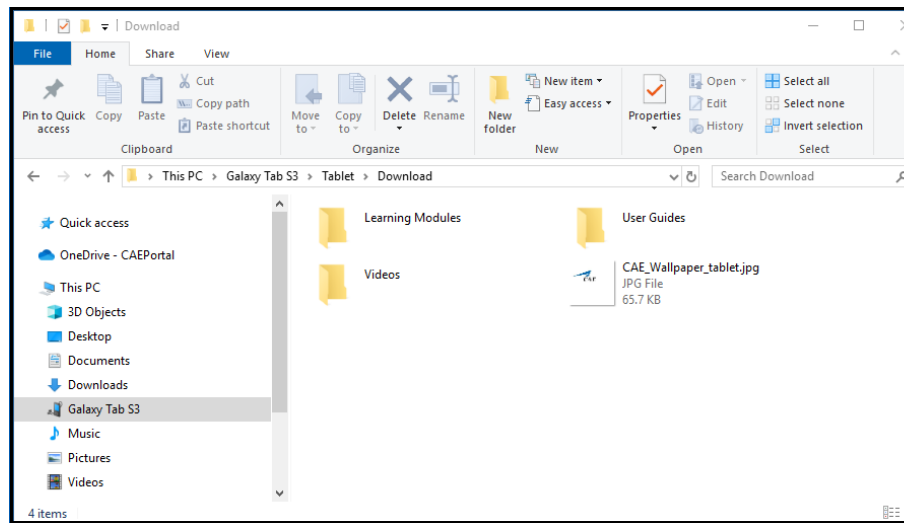 Download
File Home Share View
Pin to Quick access
Copy
Paste
Cut
Copy path
Paste shortcut
Move to
Copy to
Delete
Rename
New folder
New item
Easy access
Properties
Open
Edit
History
Select all
Select none
Invert selection
Clipboard Organize New Open Select
This PC > Galaxy Tab S3 > Tablet > Download
Search Download
Quick access
OneDrive - CAEPortal
This PC
3D Objects
Desktop
Documents
Downloads
Galaxy Tab S3
Music
Pictures
Videos
Learning Modules
User Guides
Videos
CAE
CAE_Wallpaper_tablet.jpg
JPG File
65.7 KB
4 items